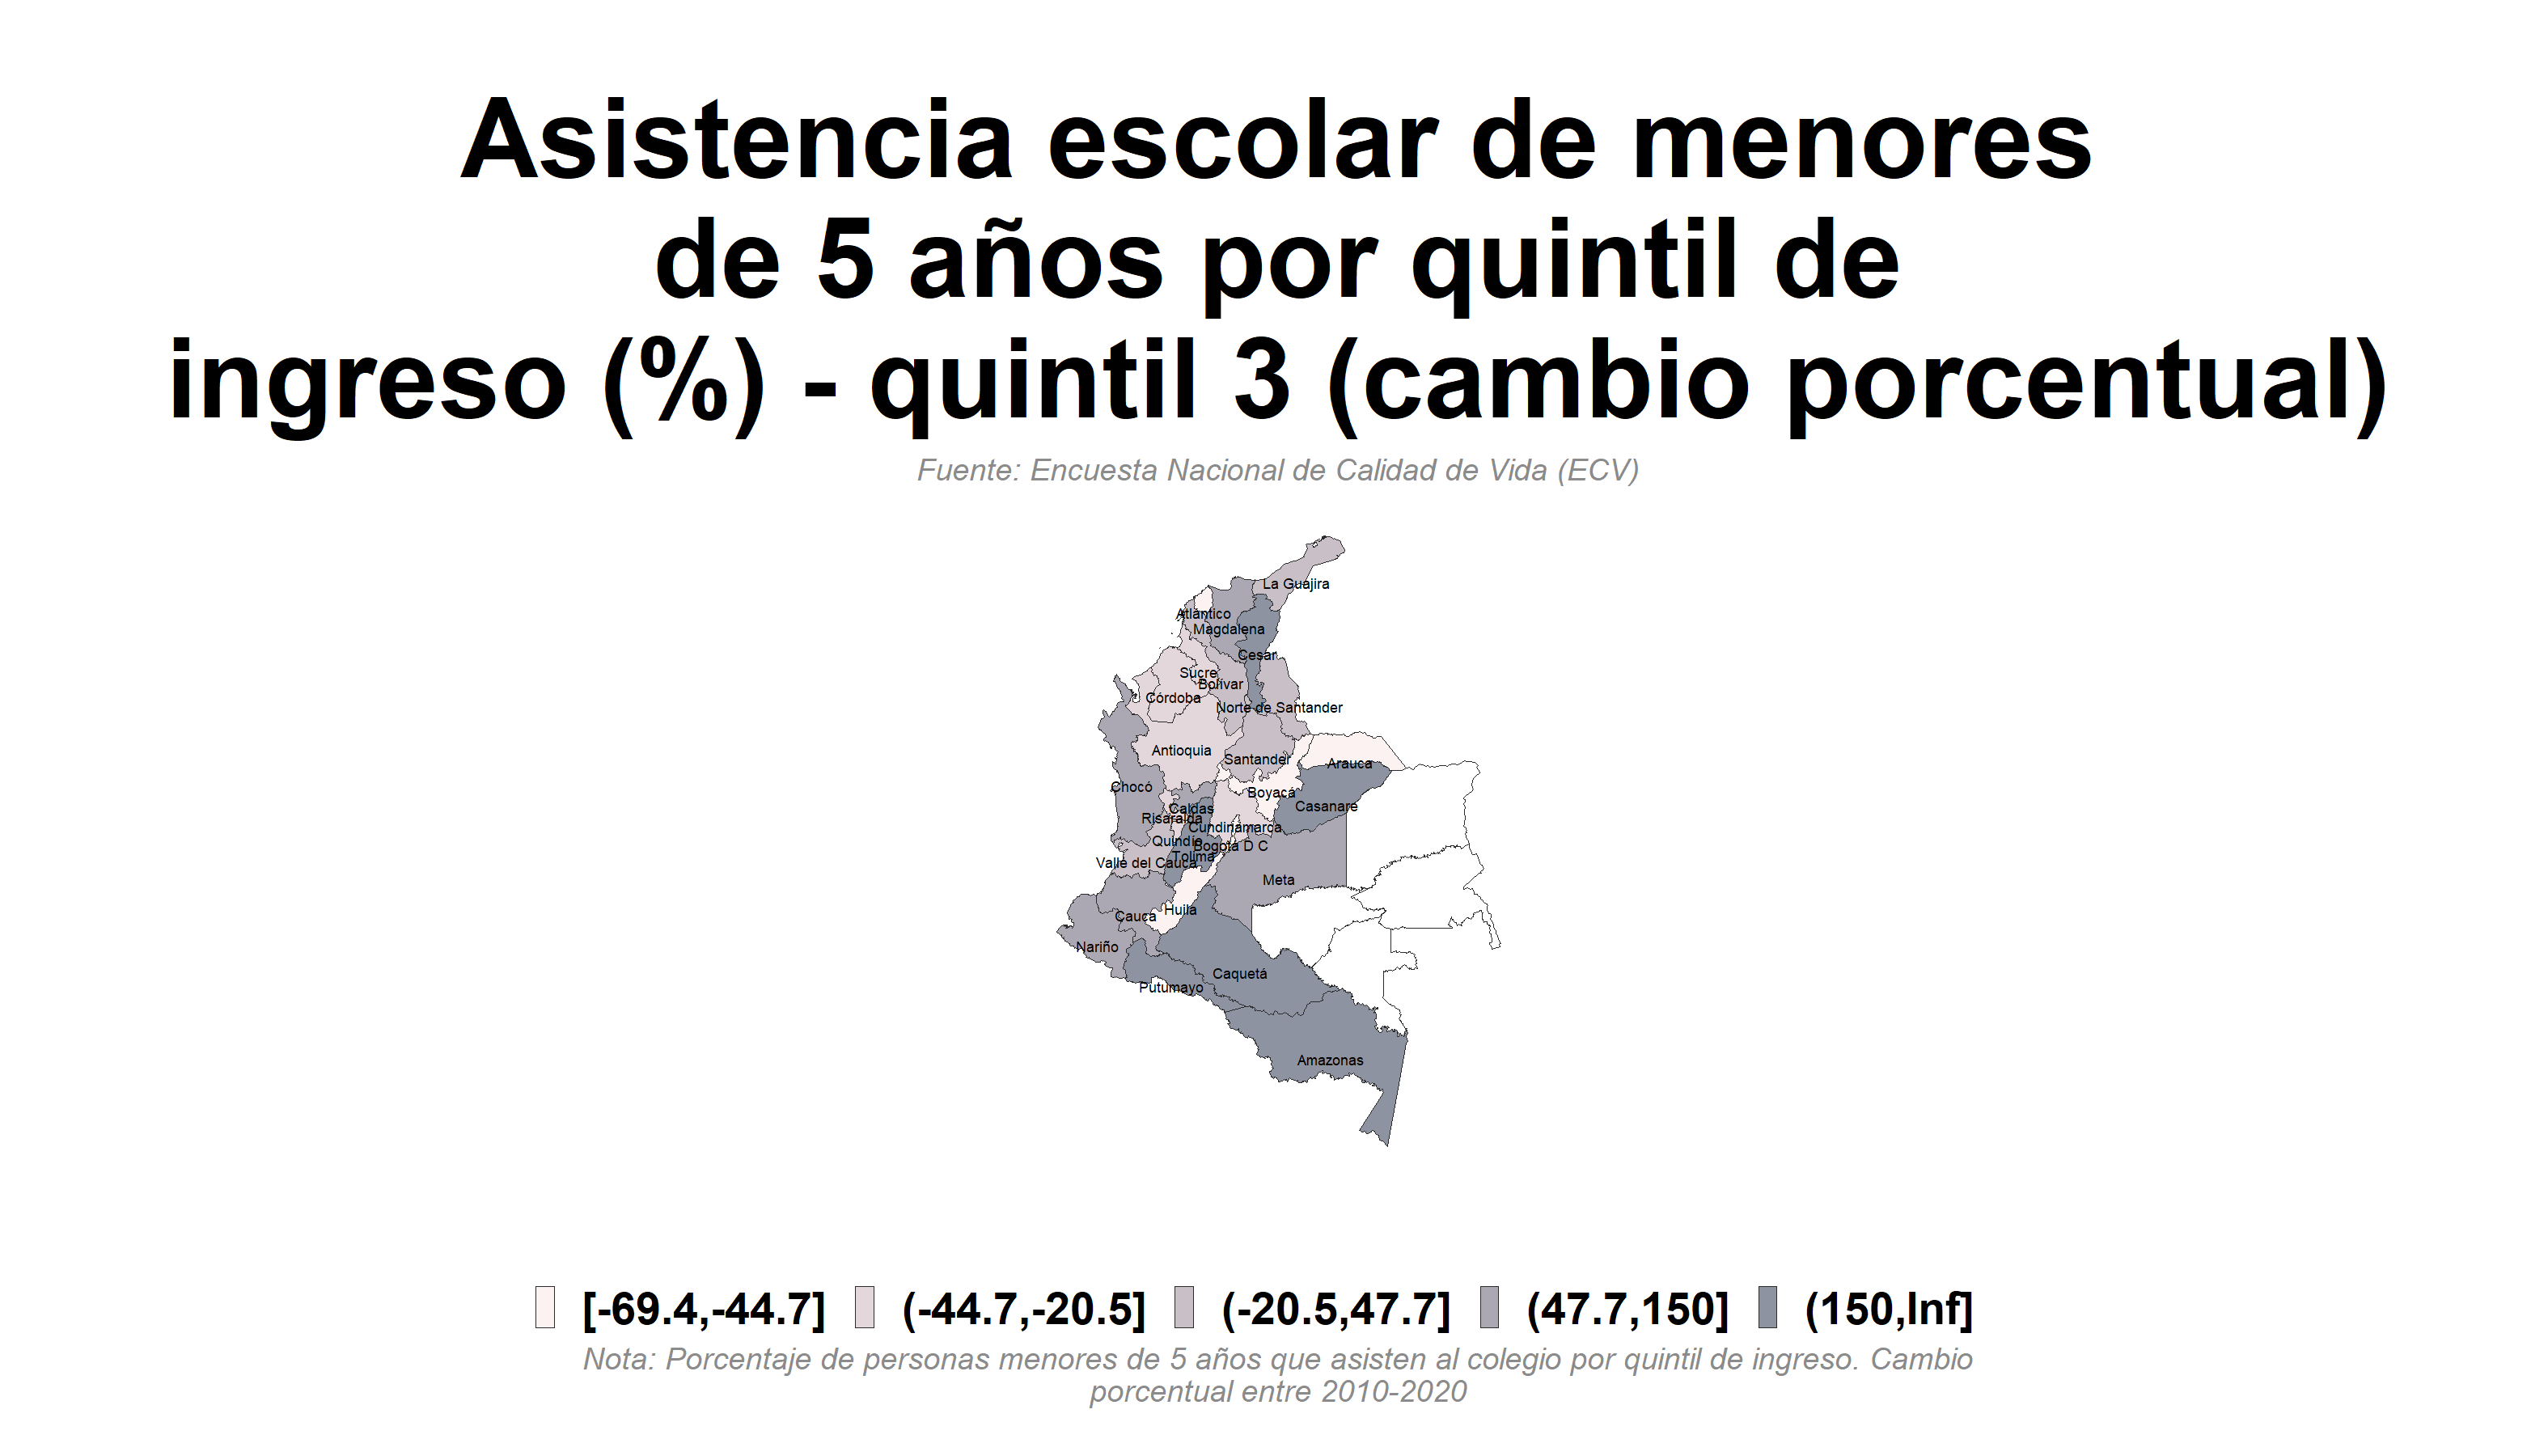 Asistencia escolar de menores
de 5 años por quintil de
ingreso (%) - quintil 3 (cambio porcentual)
Fuente: Encuesta Nacional de Calidad de Vida (ECV)
La Guajira
Atlántico
Magdalena
Cesar
Sucre
Bolívar
Córdoba
Norte de Santander
Antioquia
Santander
Arauca
Chocó
Boyacá
Casanare
Caldas
Risaralda
Cundinamarca
Quindío
Bogotá D C
Tolima
Valle del Cauca
Meta
Huila
Cauca
Nariño
Caquetá
Putumayo
Amazonas
[-69.4,-44.7] (-44.7,-20.5] (-20.5,47.7] (47.7,150] (150,Inf]
Nota: Porcentaje de personas menores de 5 años que asisten al colegio por quintil de ingreso. Cambio
porcentual entre 2010-2020